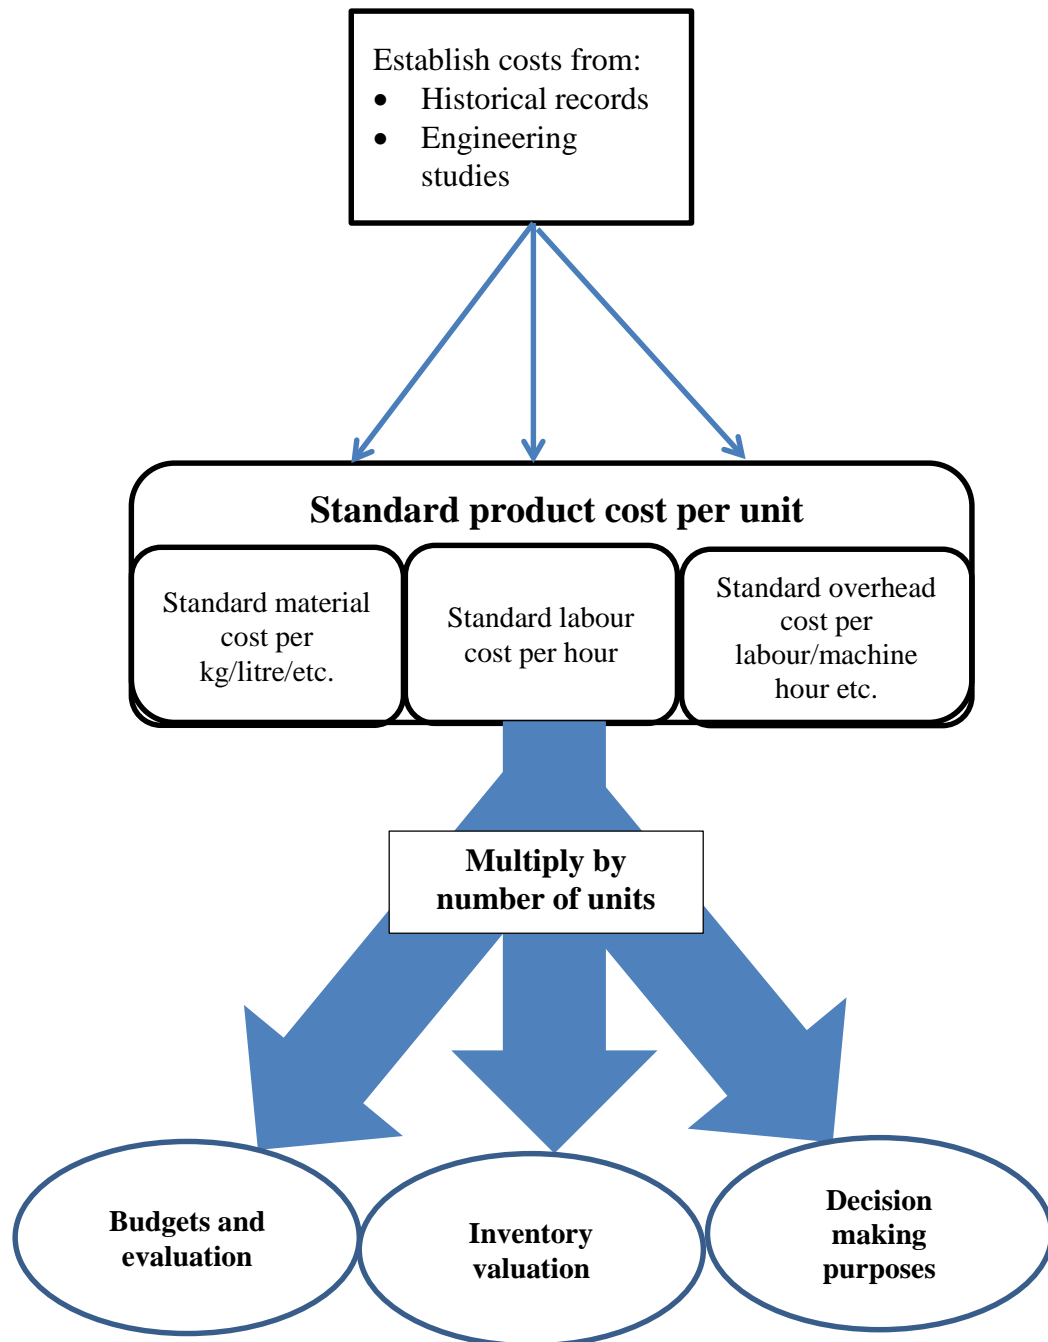 Establish costs from:
• Historical records
• Engineering
studies
Standard product cost per unit
Standard material
cost per
kg/litre/etc.
Standard labour
cost per hour
Standard overhead
cost per
labour/machine
hour etc.
Multiply by
number of units
Budgets and
evaluation
Inventory
valuation
Decision
making
purposes